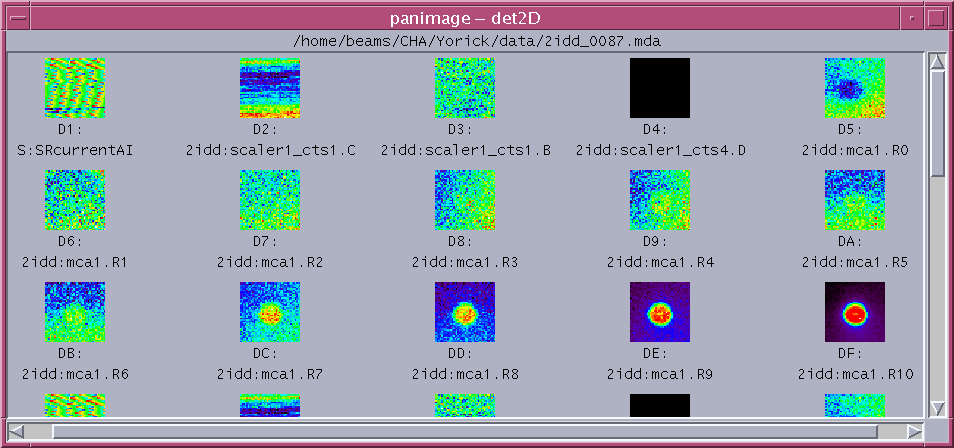 panimage – det2D
/home/beams/CHA/Yorick/data/2idd_0087.mda
D1: D2: D3: D4: D5:
S:SRcurrentAI 2idd:scaler1_cts1.C 2idd:scaler1_cts1.B 2idd:scaler1_cts4.D 2idd:mca1.R0
D6: D7: D8: D9: DA:
2idd:mca1.R1 2idd:mca1.R2 2idd:mca1.R3 2idd:mca1.R4 2idd:mca1.R5
DB: DC: DD: DE: DF:
2idd:mca1.R6 2idd:mca1.R7 2idd:mca1.R8 2idd:mca1.R9 2idd:mca1.R10